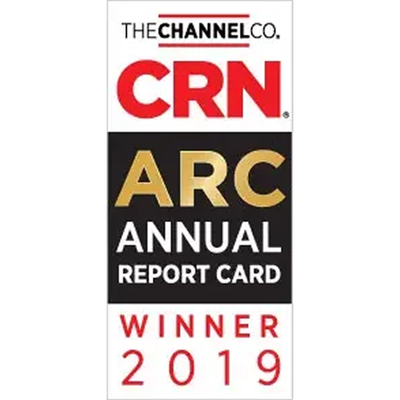 THECHANNELCO.
CRN®
ARC
ANNUAL
REPORT CARD
WINNER
2019